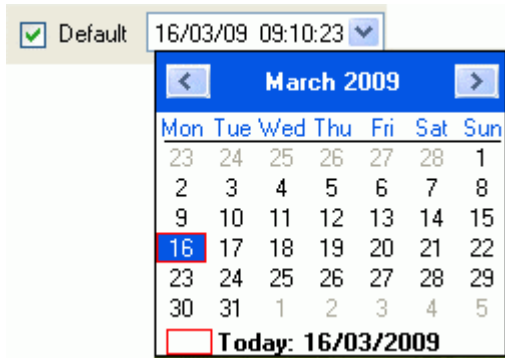 Default 16/03/09 09:10:23
March 2009
Mon Tue Wed Thu Fri Sat Sun
23 24 25 26 27 28 1
2 3 4 5 6 7 8
9 10 11 12 13 14 15
16 17 18 19 20 21 22
23 24 25 26 27 28 29
30 31 1 2 3 4 5
Today: 16/03/2009